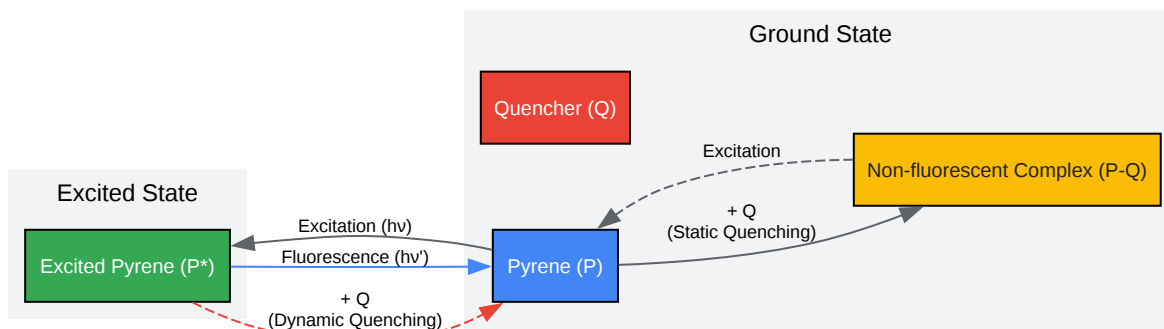 Ground State
Quencher (Q)
Excitation
Non-fluorescent Complex (P-Q)
Excited State
+ Q
(Static Quenching)
Excitation (hν)
Excited Pyrene (P*)
Fluorescence (hν')
Pyrene (P)
+ Q
(Dynamic Quenching)